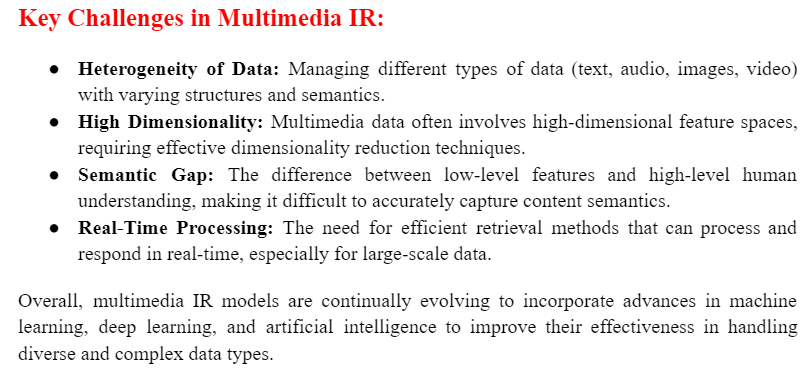 Key Challenges in Multimedia IR:
● Heterogeneity of Data: Managing different types of data (text, audio, images, video)
with varying structures and semantics.
● High Dimensionality: Multimedia data often involves high-dimensional feature spaces,
requiring effective dimensionality reduction techniques.
● Semantic Gap: The difference between low-level features and high-level human
understanding, making it difficult to accurately capture content semantics.
● Real-Time Processing: The need for efficient retrieval methods that can process and
respond in real-time, especially for large-scale data.
Overall, multimedia IR models are continually evolving to incorporate advances in machine
learning, deep learning, and artificial intelligence to improve their effectiveness in handling
diverse and complex data types.